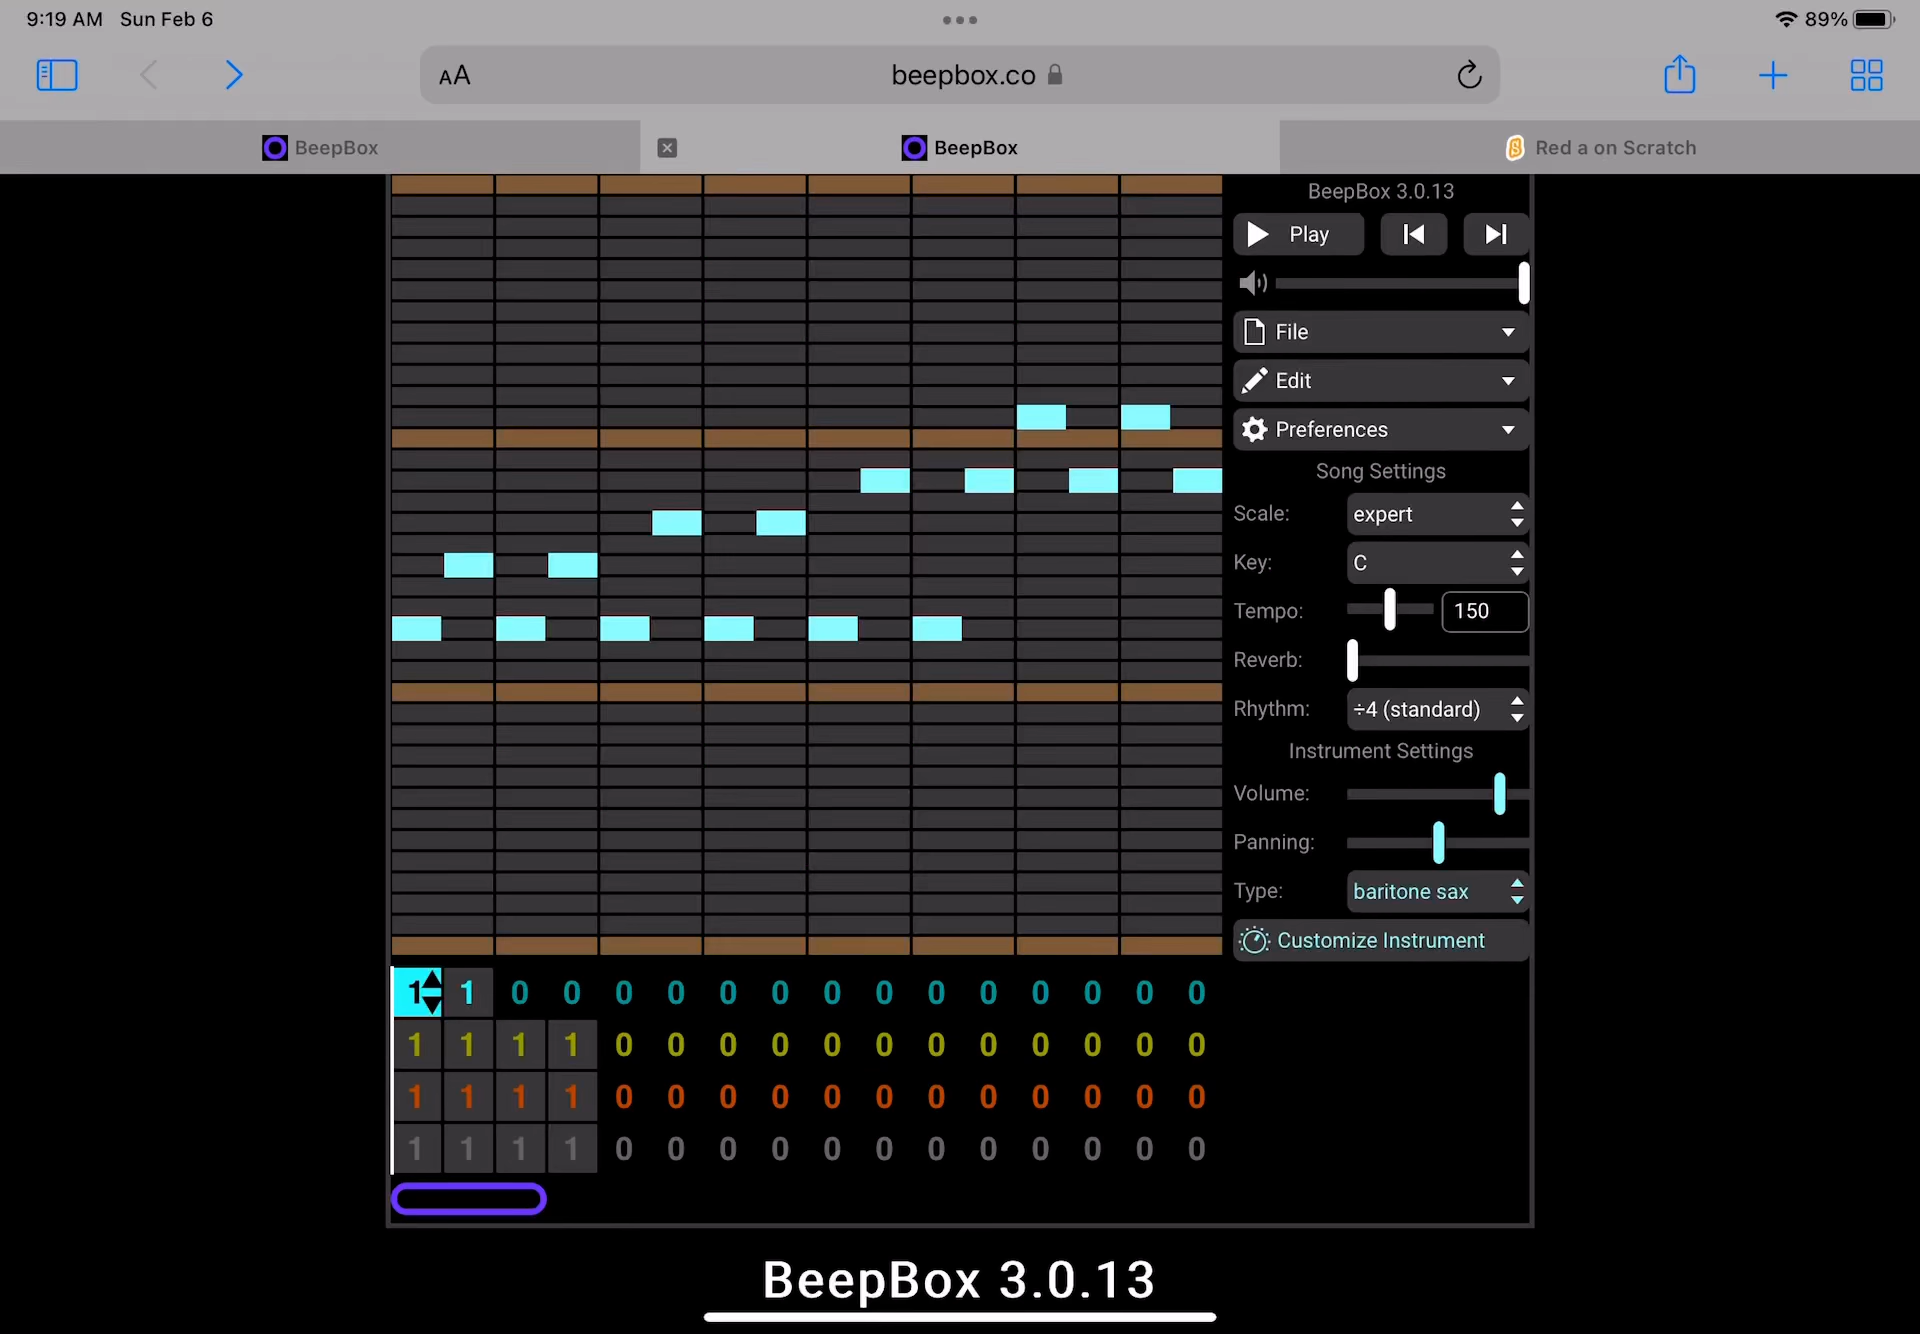 9:19 AM Sun Feb 6
89%
AA
beepbox.co
BeepBox
BeepBox
Red a on Scratch
BeepBox 3.0.13
Play
File
Edit
Preferences
Song Settings
Scale: expert
Key: C
Tempo: 150
Reverb:
Rhythm: ÷4 (standard)
Instrument Settings
Volume:
Panning:
Type: baritone sax
Customize Instrument
1 1 0 0 0 0 0 0 0 0 0 0 0 0 0 0
1 1 1 1 0 0 0 0 0 0 0 0 0 0 0 0
1 1 1 1 0 0 0 0 0 0 0 0 0 0 0 0
1 1 1 1 0 0 0 0 0 0 0 0 0 0 0 0
BeepBox 3.0.13